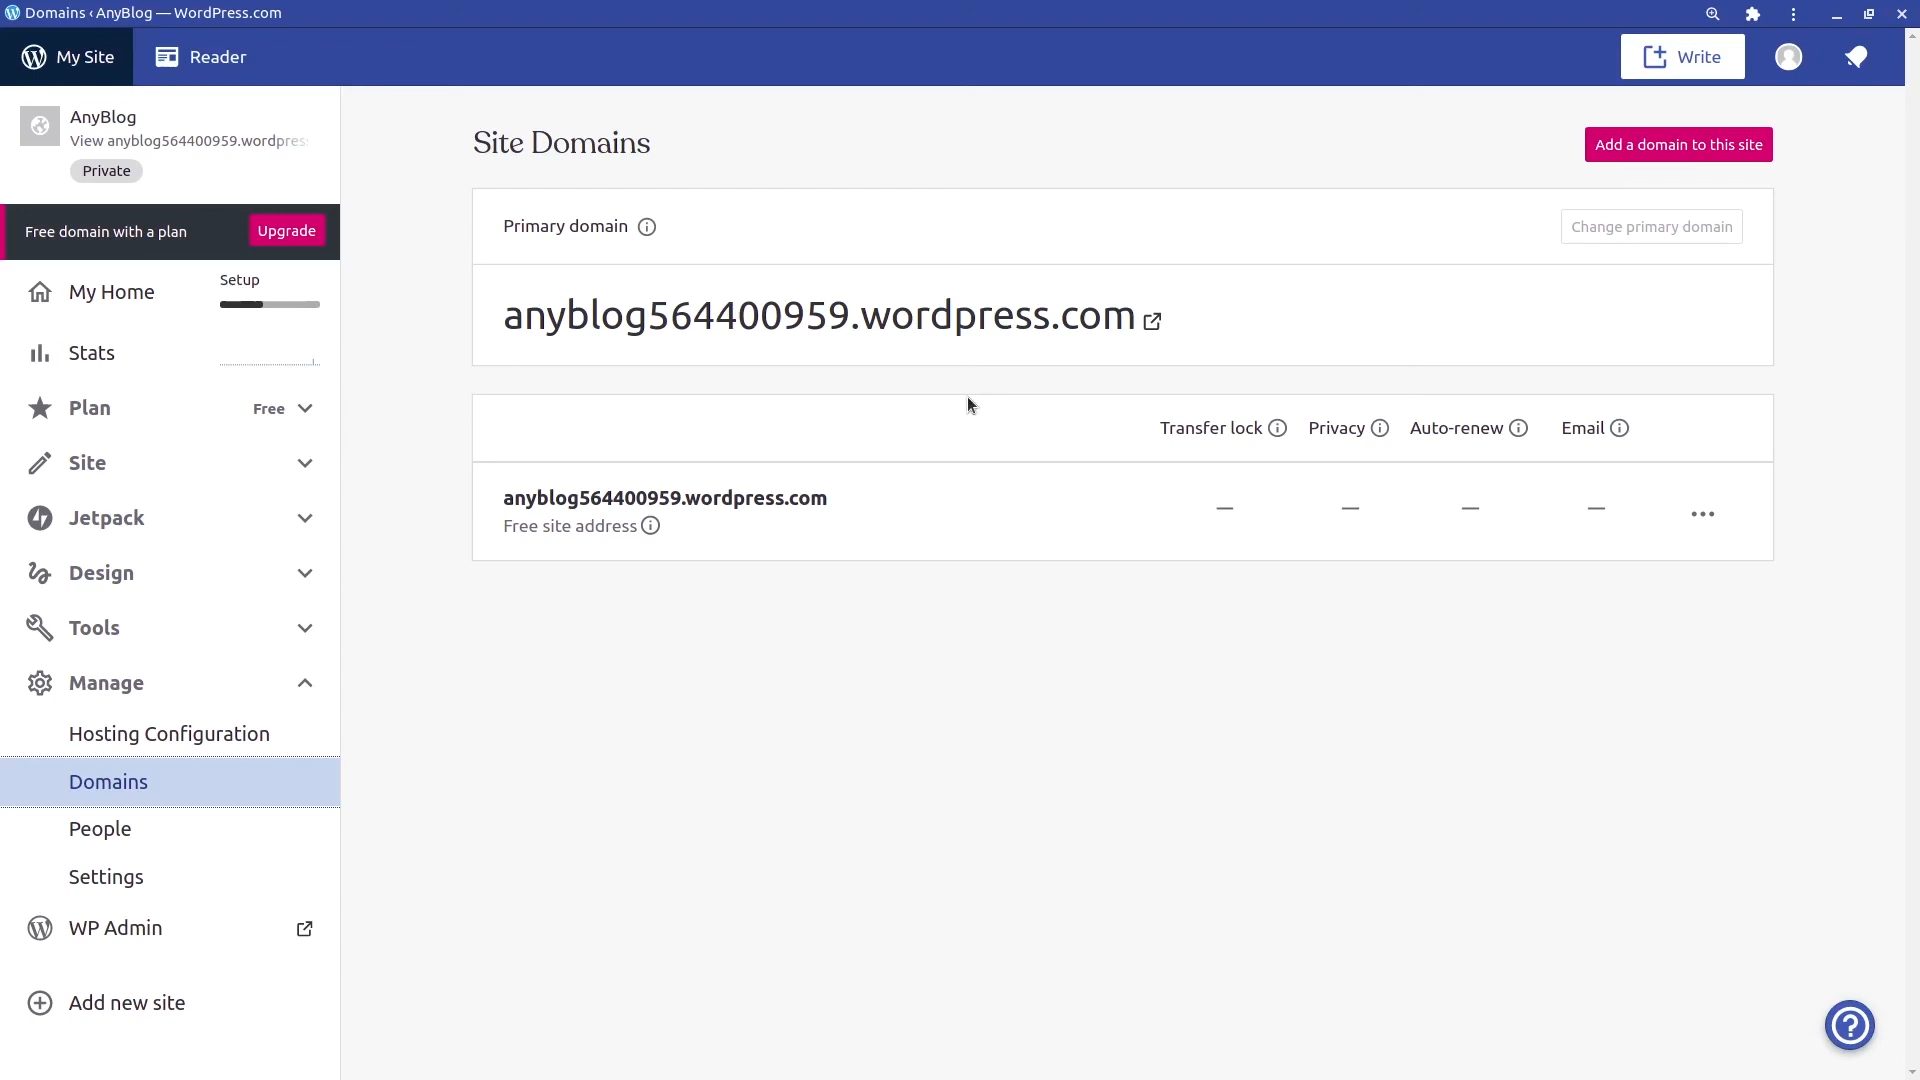 Domains ‹ AnyBlog — WordPress.com
My Site
Reader
Write
AnyBlog
View anyblog564400959.wordpres
Private
Free domain with a plan
Upgrade
My Home
Setup
Stats
Plan
Free
Site
Jetpack
Design
Tools
Manage
Hosting Configuration
Domains
People
Settings
WP Admin
Add new site
Site Domains
Add a domain to this site
Primary domain
Change primary domain
anyblog564400959.wordpress.com
Transfer lock Privacy Auto-renew Email
anyblog564400959.wordpress.com
— — — —
Free site address